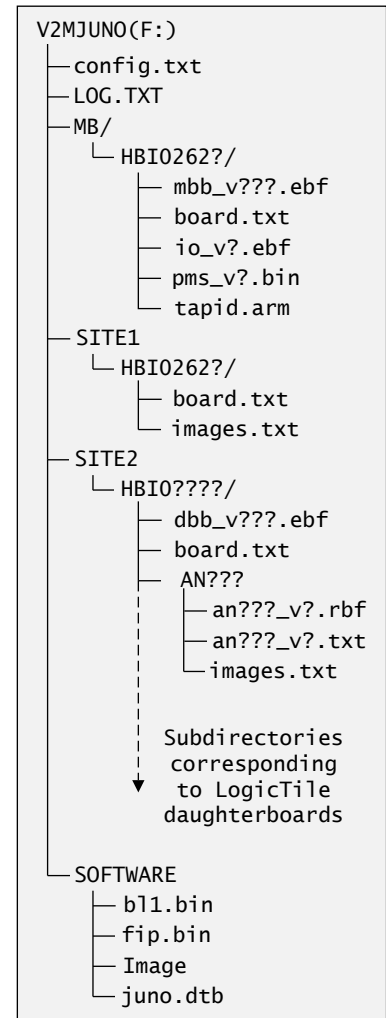 V2MJUNO(F:)
config.txt
LOG.TXT
MB/
HBI0262?/
mbb_v???.ebf
board.txt
io_v?.ebf
pms_v?.bin
tapid.arm
SITE1
HBI0262?/
board.txt
images.txt
SITE2
HBI0????/
dbb_v???.ebf
board.txt
AN???
an???_v?.rbf
an???_v?.txt
images.txt
Subdirectories
corresponding
to LogicTile
daughterboards
SOFTWARE
bl1.bin
fip.bin
Image
juno.dtb